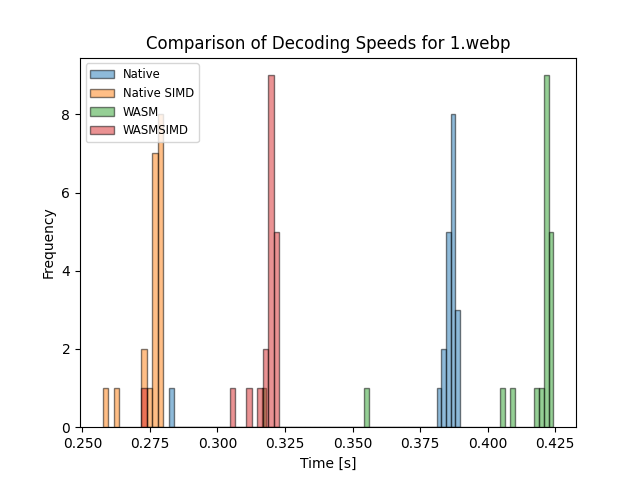 Comparison of Decoding Speeds for 1.webp
Native
Native SIMD
WASM
WASMSIMD
8
6
4
2
0
Frequency
0.250 0.275 0.300 0.325 0.350 0.375 0.400 0.425
Time [s]